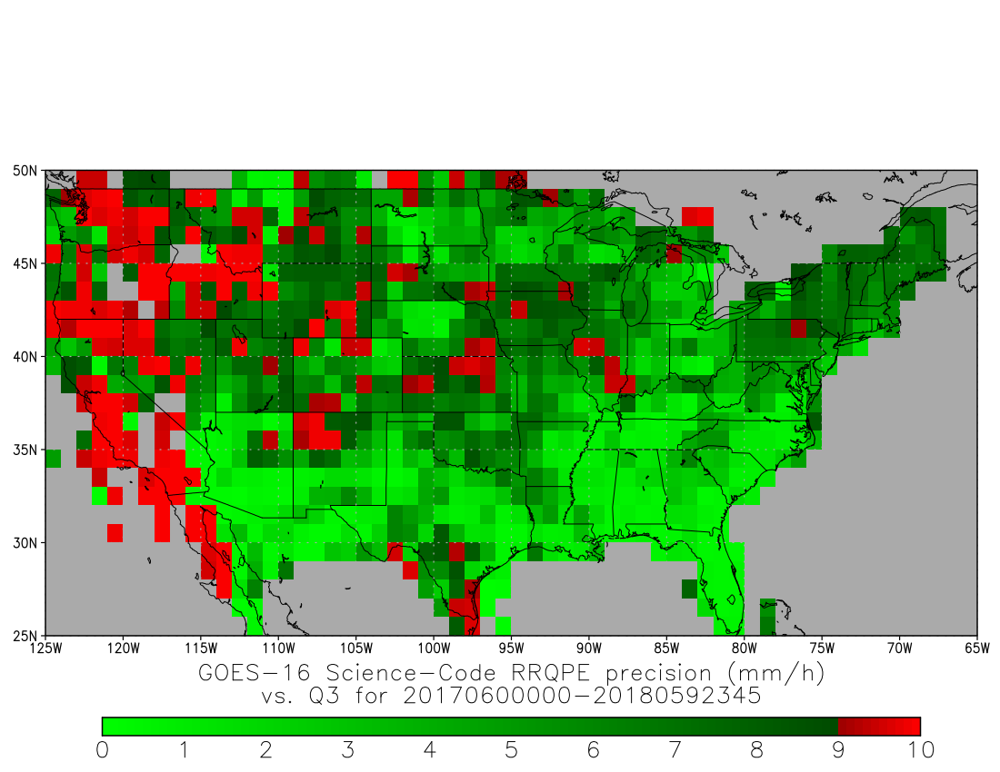 50N
45N
40N
35N
30N
25N
125W 120W 115W 110W 105W 100W 95W 90W 85W 80W 75W 70W 65W
GOES-16 Science-Code RRQPE precision (mm/h)
vs. Q3 for 20170600000-20180592345
0 1 2 3 4 5 6 7 8 9 10